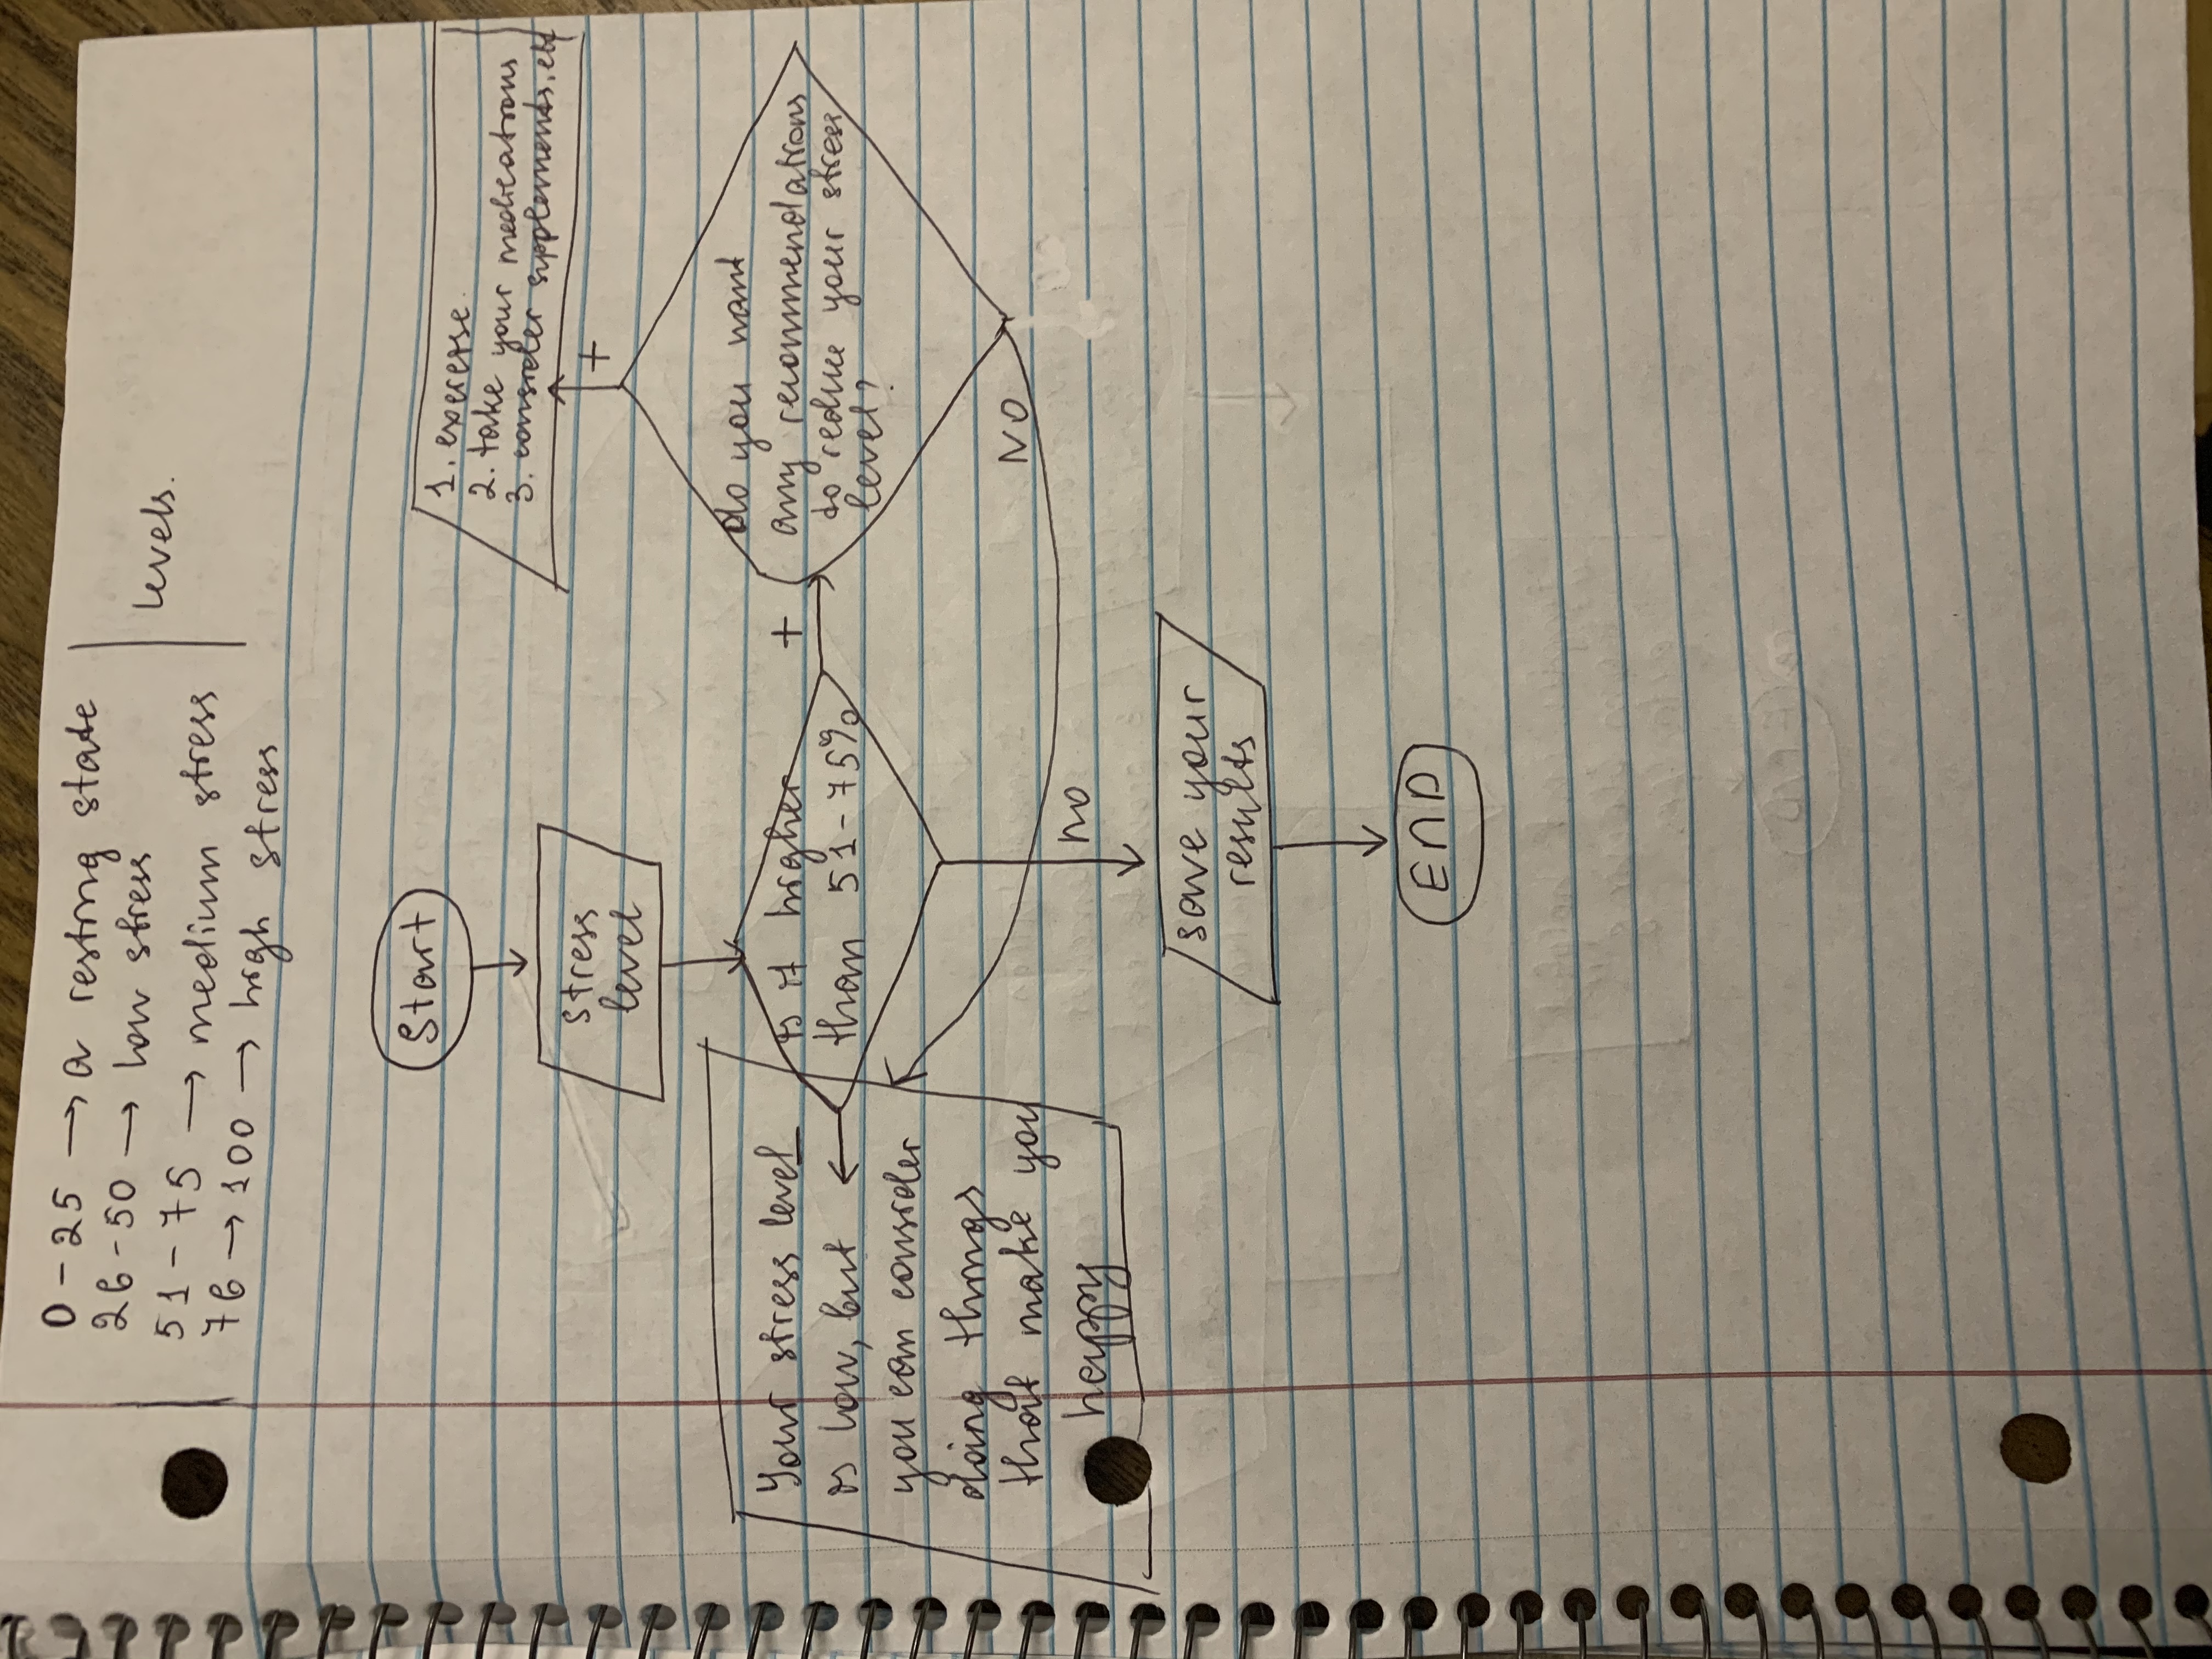 0 - 25 → a resting state
26 - 50 → low stress
51 - 75 → medium stress
76 → 100 → high stress
levels.
Start
stress
level
1. exercise.
2. take your medications
3. consider supplements, etc
+
do you want
any recommendations
to reduce your stress
level?
+
is it higher
than 51 - 75%
Your stress level
is low, but
you can consider
doing things
that make you
happy
NO
no
save your
results
END